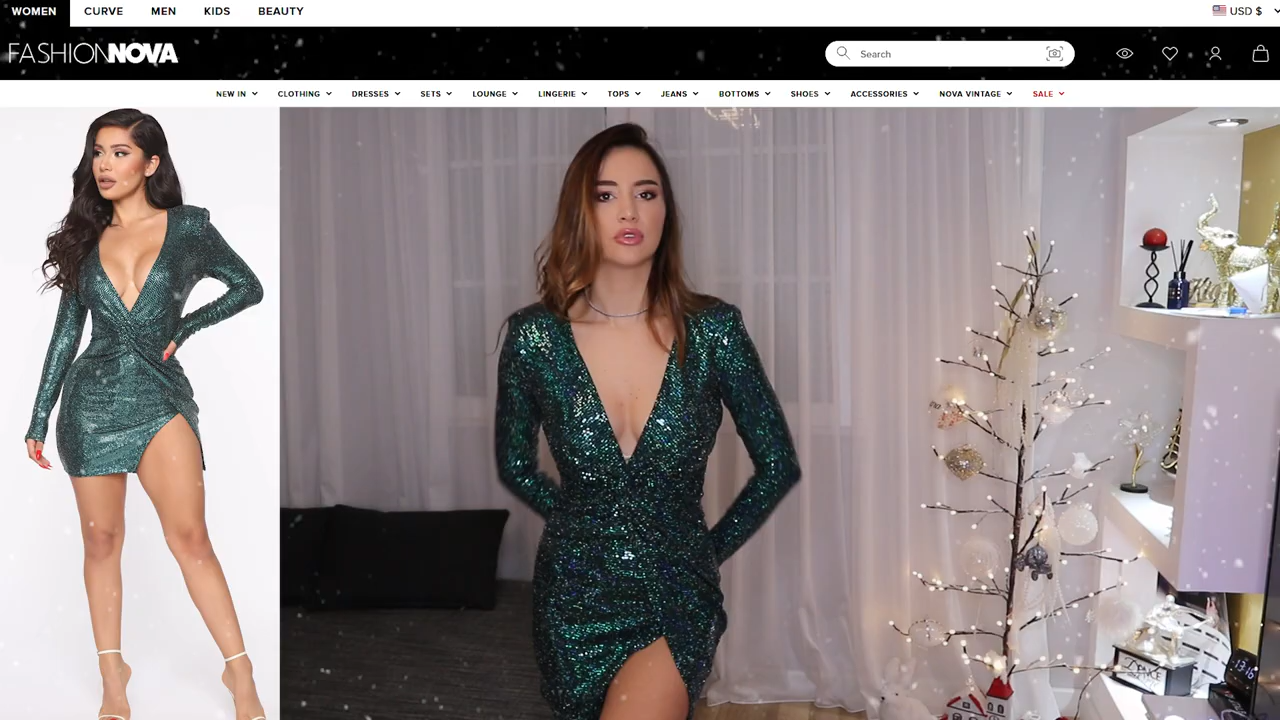 WOMEN CURVE MEN KIDS BEAUTY USD $
FASHIONNOVA Search
NEW IN CLOTHING DRESSES SETS LOUNGE LINGERIE TOPS JEANS BOTTOMS SHOES ACCESSORIES NOVA VINTAGE SALE
DANCE